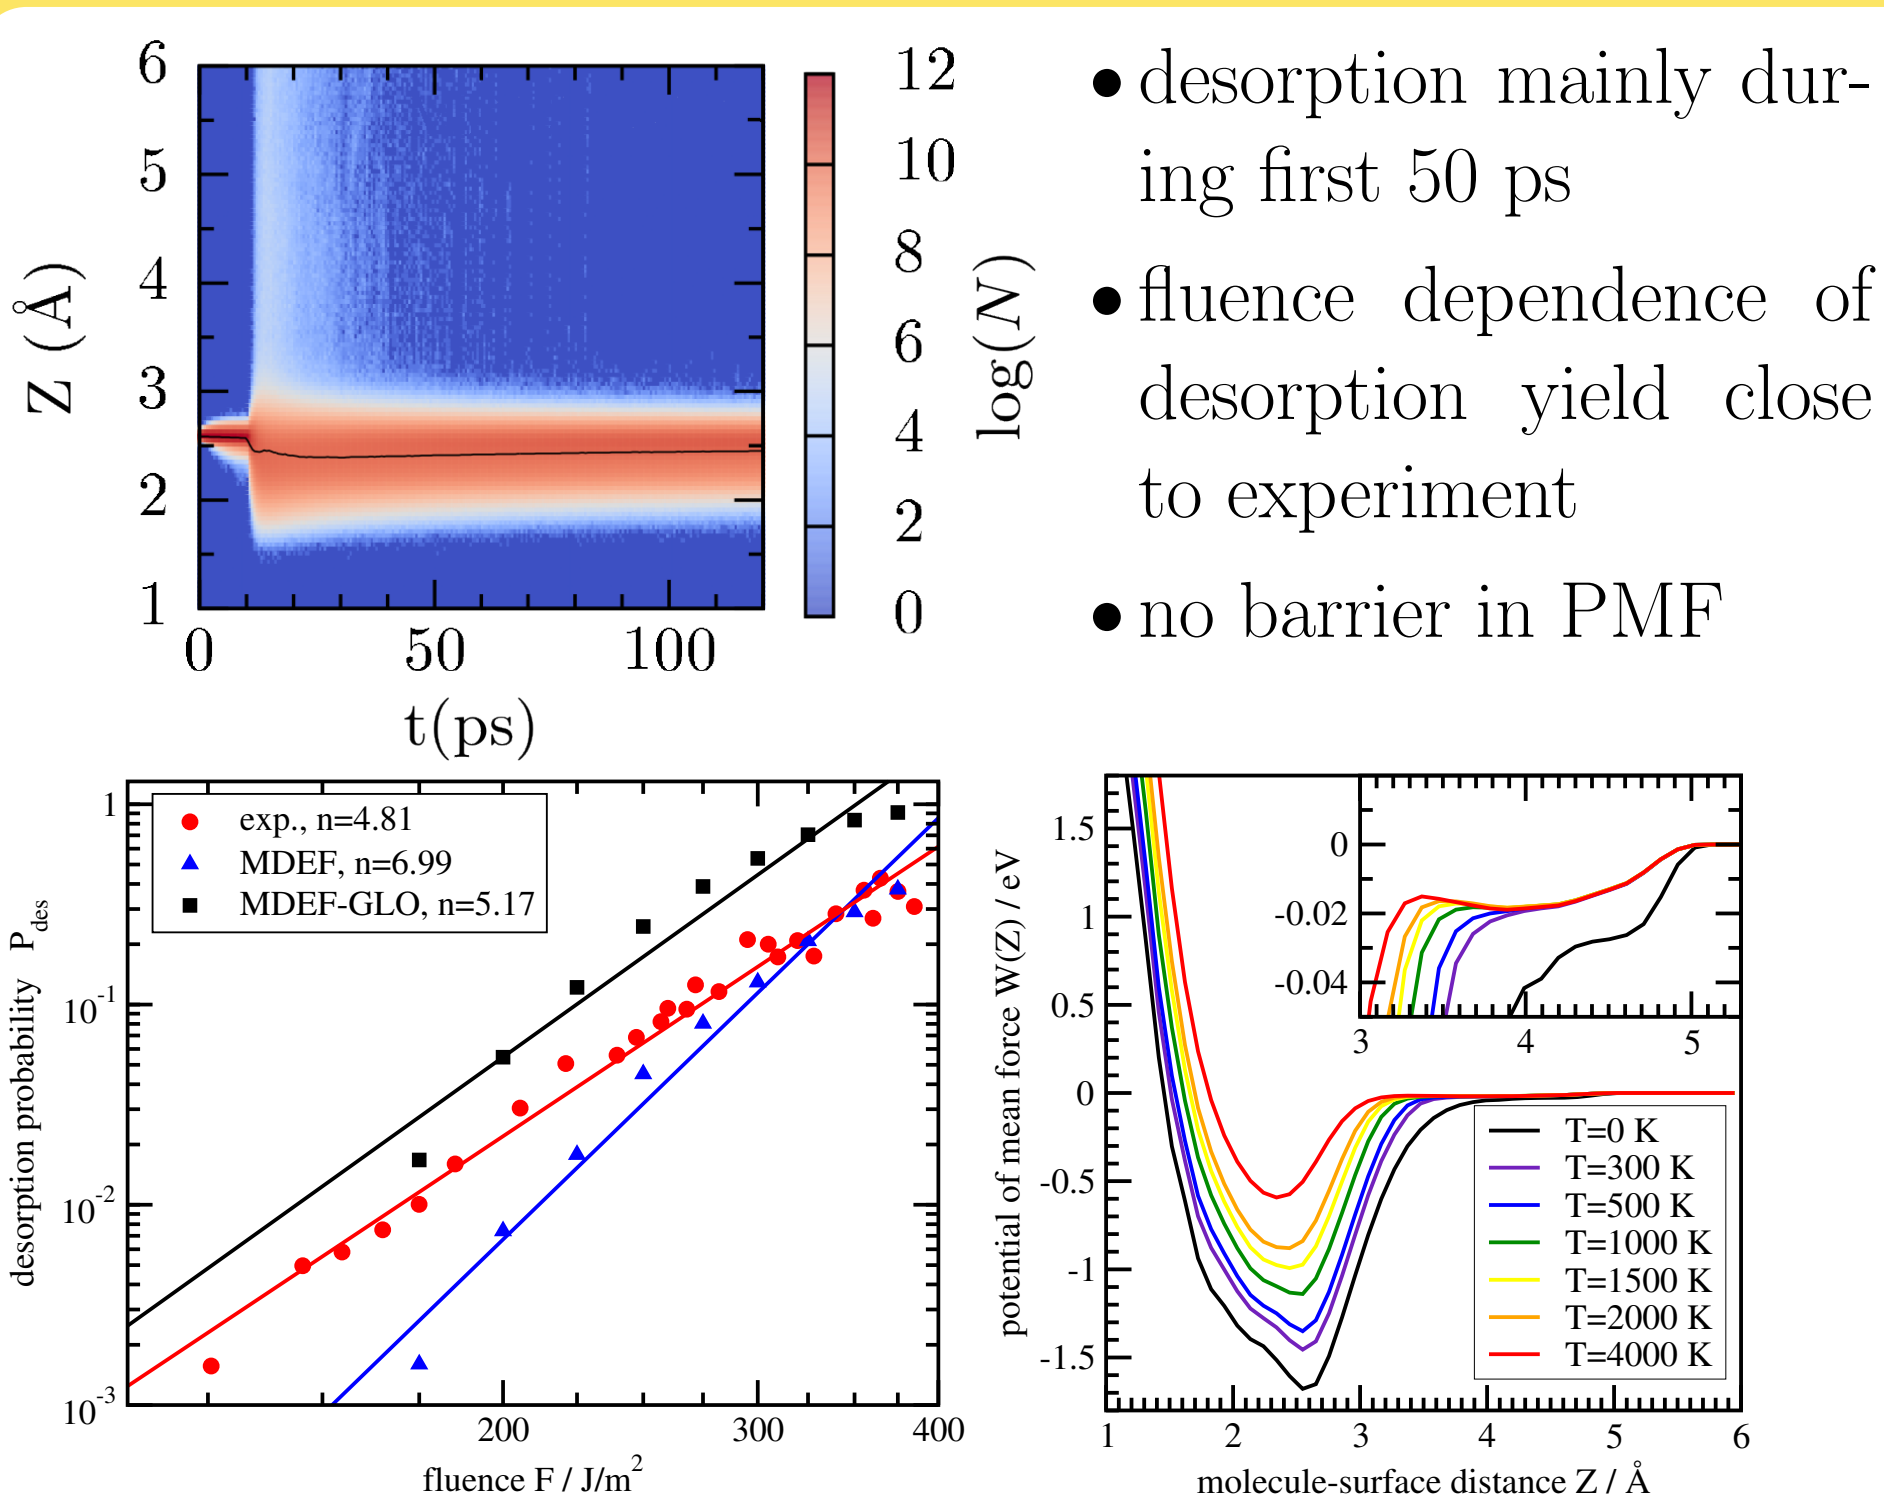 6
5
4
3
2
1
Z (Å)
0
50
100
t(ps)
12
10
8
6
4
2
0
log(N)
• desorption mainly dur-
ing first 50 ps
• fluence dependence of
desorption yield close
to experiment
• no barrier in PMF
desorption probability P_des
1
10^-1
10^-2
10^-3
exp., n=4.81
MDEF, n=6.99
MDEF-GLO, n=5.17
200
300
400
fluence F / J/m^2
potential of mean force W(Z) / eV
1.5
1
0.5
0
-0.5
-1
-1.5
0
-0.02
-0.04
3
4
5
T=0 K
T=300 K
T=500 K
T=1000 K
T=1500 K
T=2000 K
T=4000 K
1
2
3
4
5
6
molecule-surface distance Z / Å